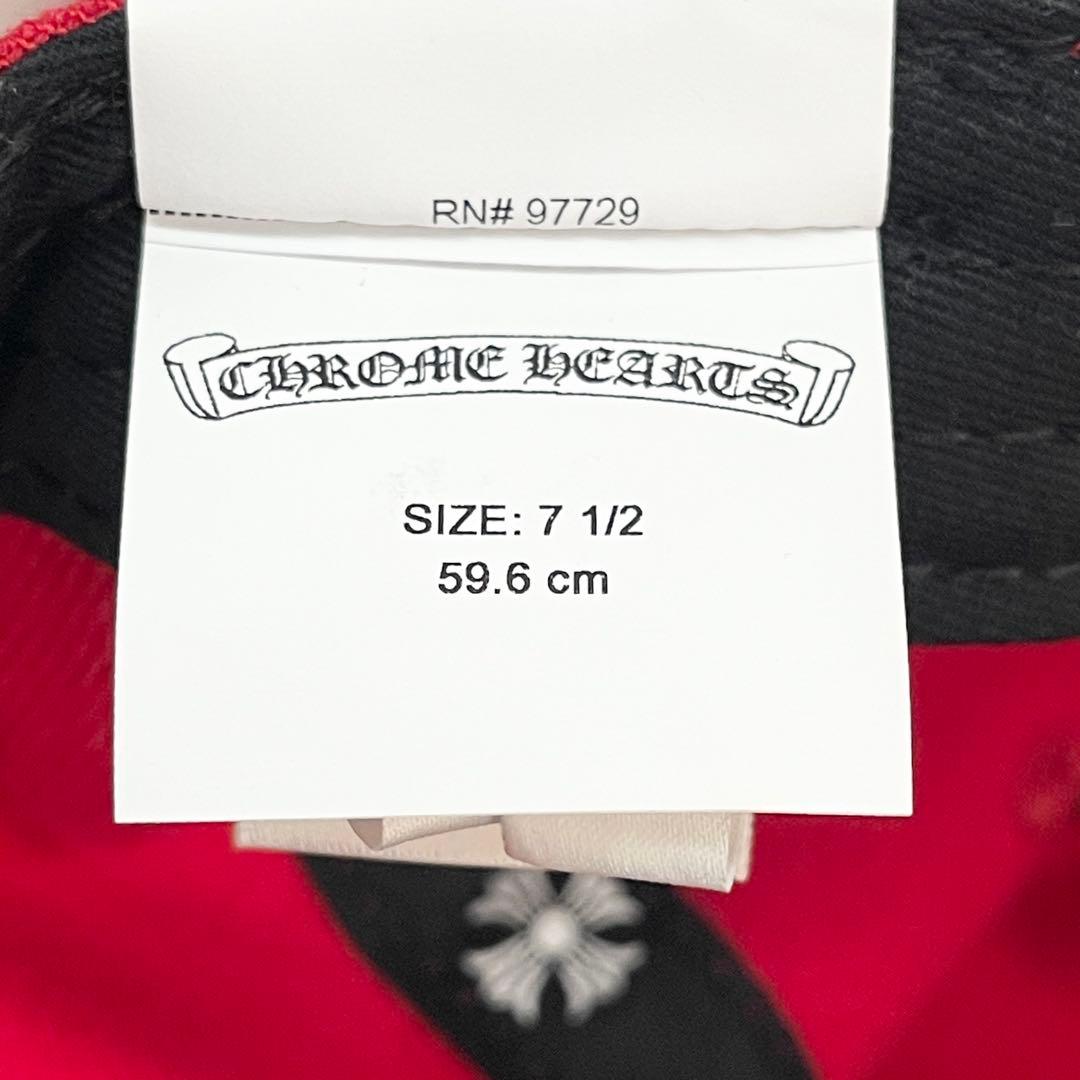 RN# 97729
CHROME HEARTS
SIZE: 7 1/2
59.6 cm